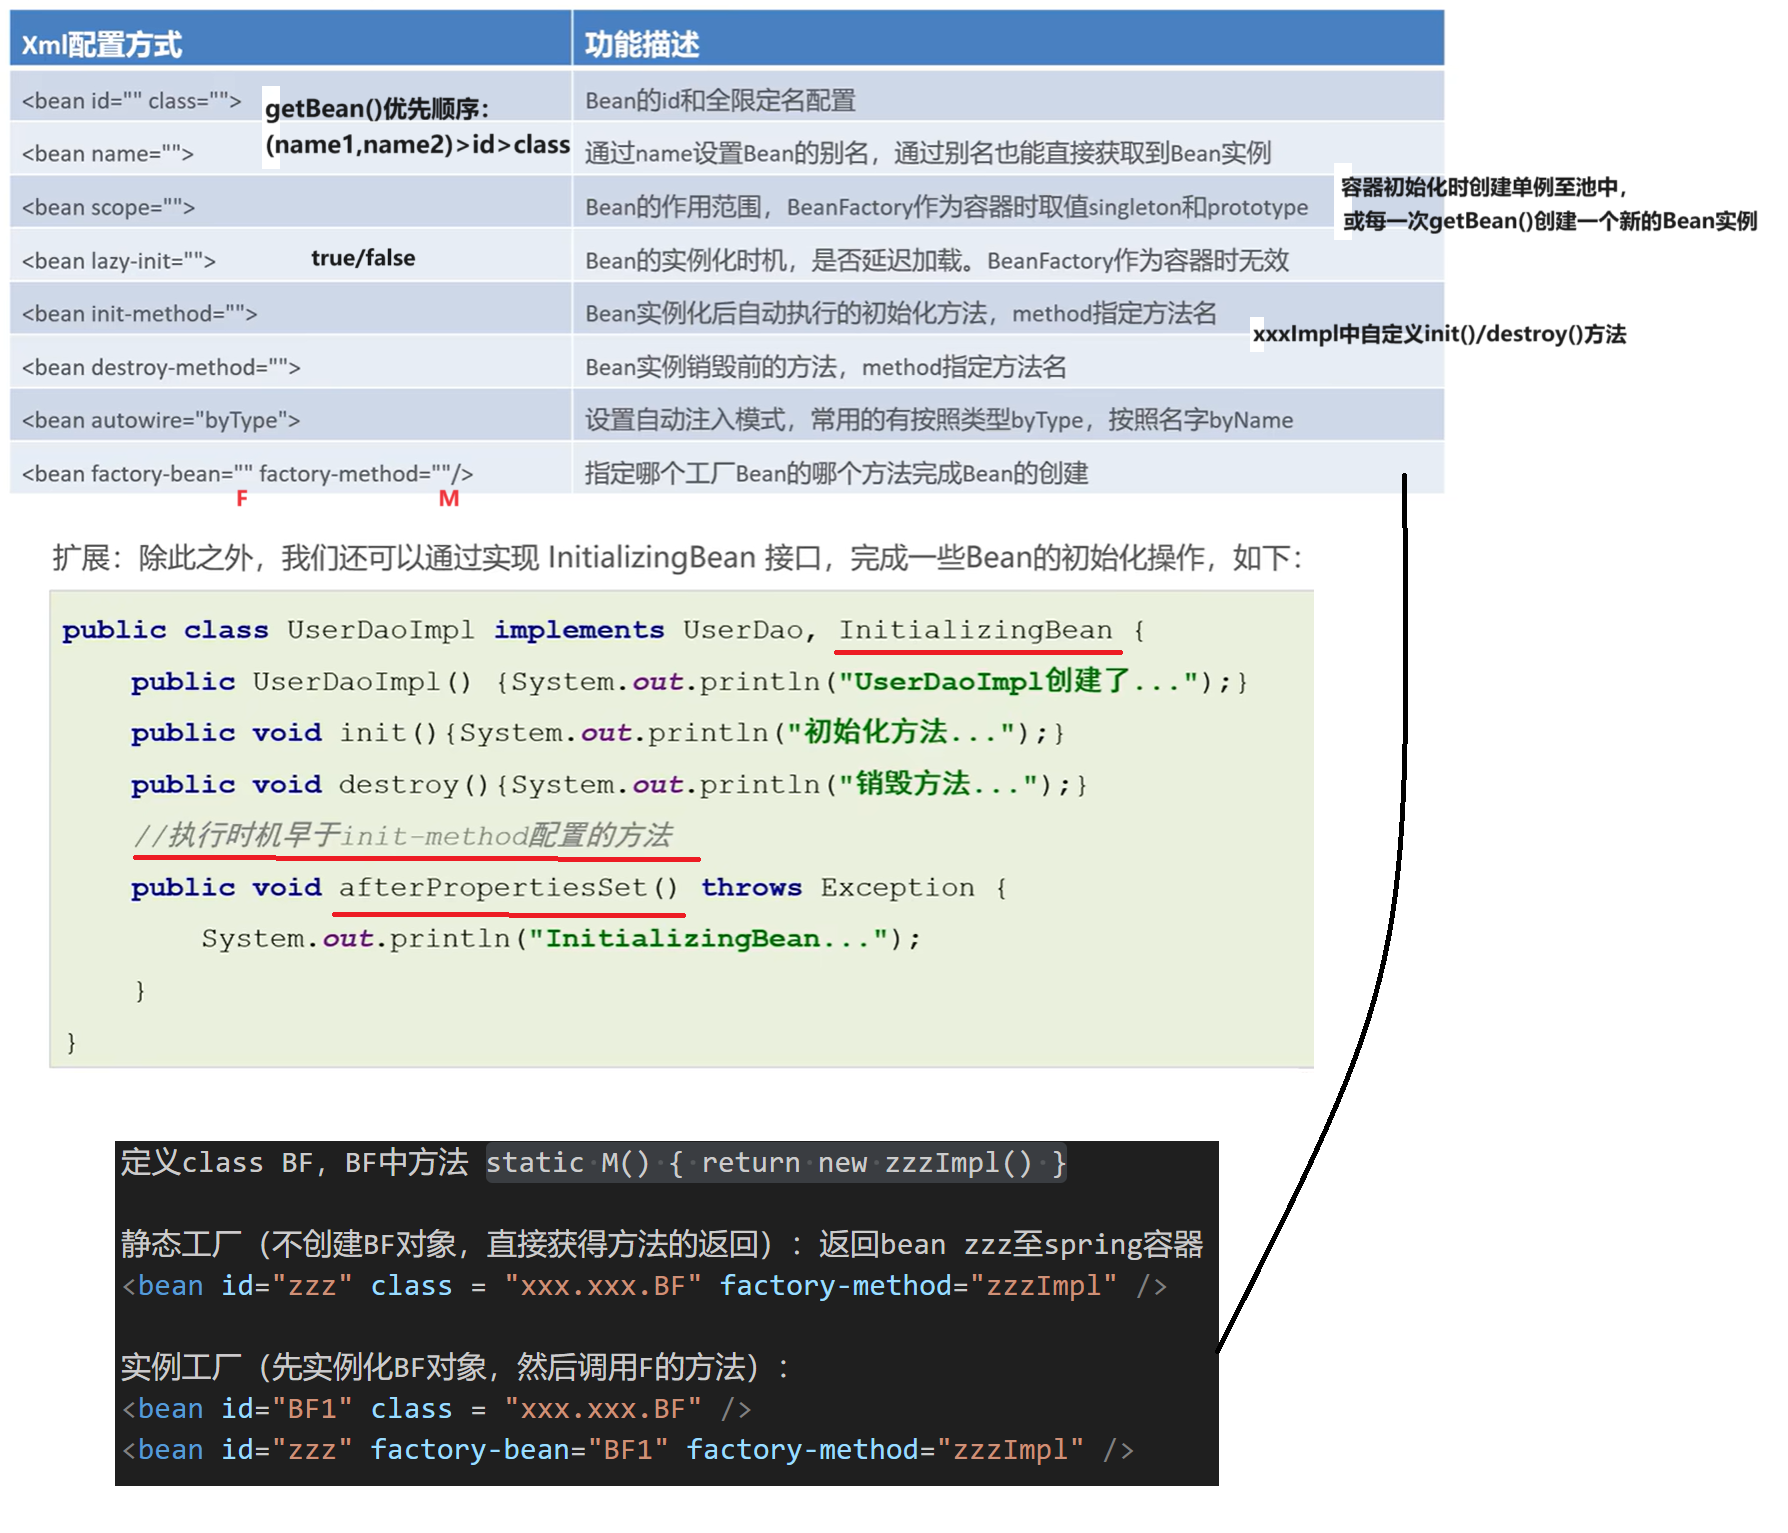 Xml配置方式 功能描述
<bean id="" class=""> Bean的id和全限定名配置
getBean()优先顺序：
(name1,name2)>id>class
<bean name=""> 通过name设置Bean的别名，通过别名也能直接获取到Bean实例
<bean scope=""> Bean的作用范围，BeanFactory作为容器时取值singleton和prototype
容器初始化时创建单例至池中，
或每一次getBean()创建一个新的Bean实例
<bean lazy-init=""> true/false Bean的实例化时机，是否延迟加载。BeanFactory作为容器时无效
<bean init-method=""> Bean实例化后自动执行的初始化方法，method指定方法名
xxxImpl中自定义init()/destroy()方法
<bean destroy-method=""> Bean实例销毁前的方法，method指定方法名
<bean autowire="byType"> 设置自动注入模式，常用的有按照类型byType，按照名字byName
<bean factory-bean="" factory-method=""/> 指定哪个工厂Bean的哪个方法完成Bean的创建
F M
扩展：除此之外，我们还可以通过实现 InitializingBean 接口，完成一些Bean的初始化操作，如下：
public class UserDaoImpl implements UserDao, InitializingBean {
public UserDaoImpl() {System.out.println("UserDaoImpl创建了...");}
public void init(){System.out.println("初始化方法...");}
public void destroy(){System.out.println("销毁方法...");}
//执行时机早于init-method配置的方法
public void afterPropertiesSet() throws Exception {
System.out.println("InitializingBean...");
}
}
定义class BF，BF中方法 static M() { return new zzzImpl() }
静态工厂（不创建BF对象，直接获得方法的返回）：返回bean zzz至spring容器
<bean id="zzz" class = "xxx.xxx.BF" factory-method="zzzImpl" />
实例工厂（先实例化BF对象，然后调用F的方法）：
<bean id="BF1" class = "xxx.xxx.BF" />
<bean id="zzz" factory-bean="BF1" factory-method="zzzImpl" />